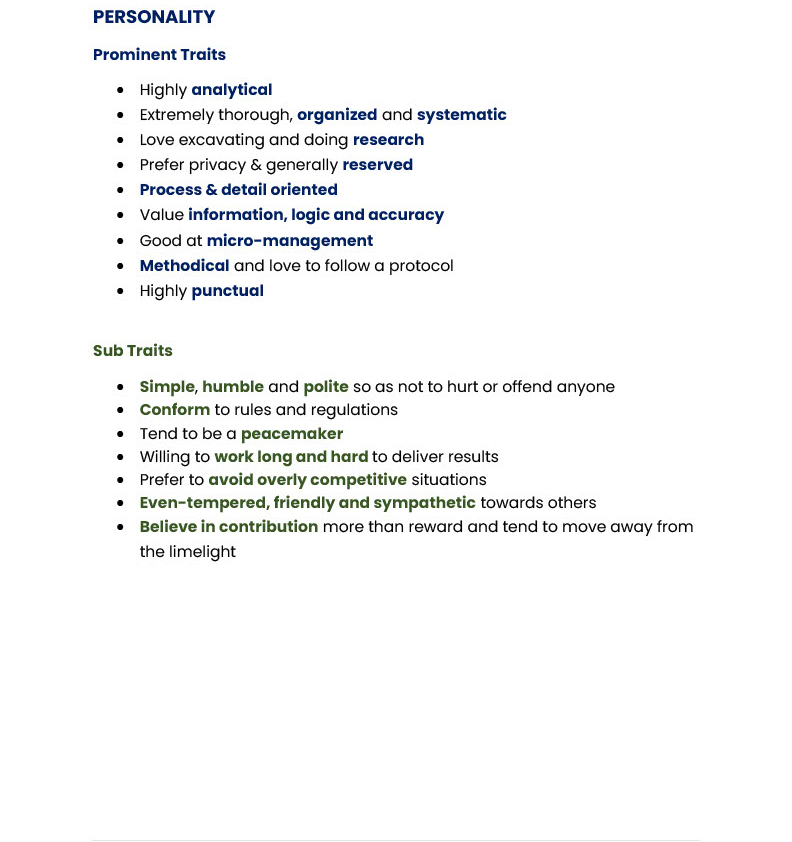 PERSONALITY
Prominent Traits
• Highly analytical
• Extremely thorough, organized and systematic
• Love excavating and doing research
• Prefer privacy & generally reserved
• Process & detail oriented
• Value information, logic and accuracy
• Good at micro-management
• Methodical and love to follow a protocol
• Highly punctual
Sub Traits
• Simple, humble and polite so as not to hurt or offend anyone
• Conform to rules and regulations
• Tend to be a peacemaker
• Willing to work long and hard to deliver results
• Prefer to avoid overly competitive situations
• Even-tempered, friendly and sympathetic towards others
• Believe in contribution more than reward and tend to move away from
the limelight